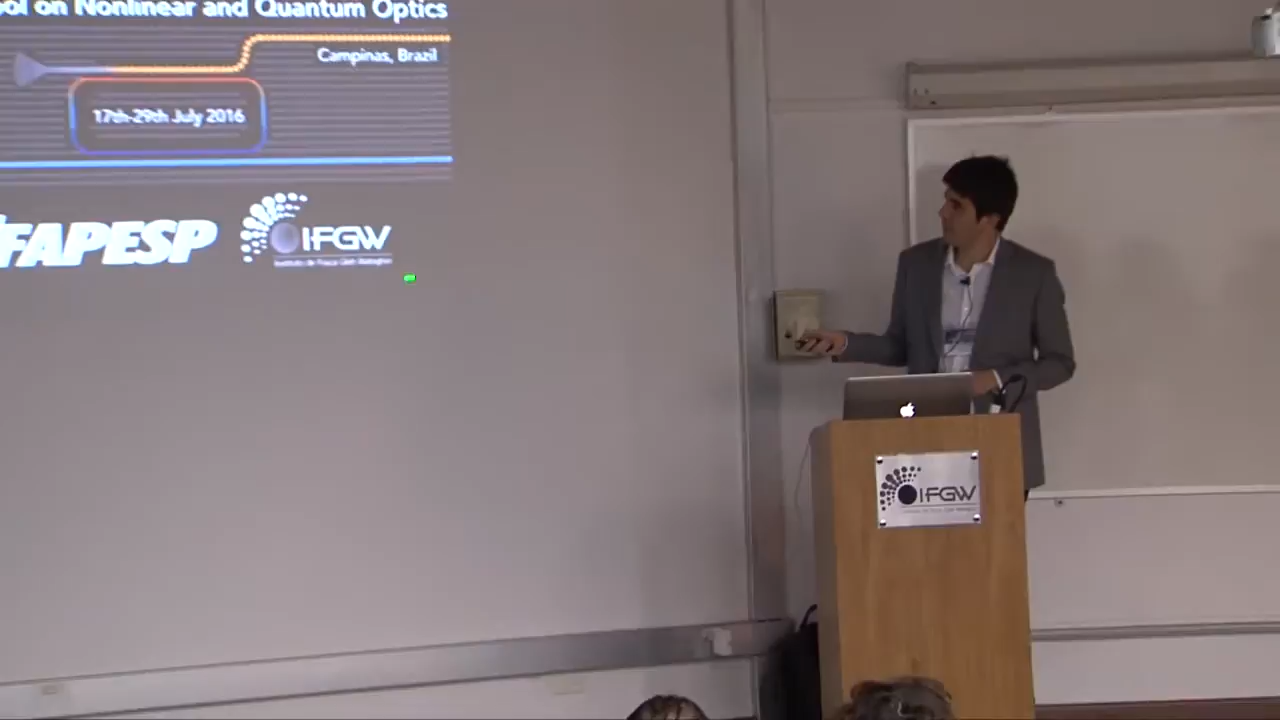 ool on Nonlinear and Quantum Optics
Campinas, Brazil
17th-29th July 2016
FAPESP
IFGW
IFGW